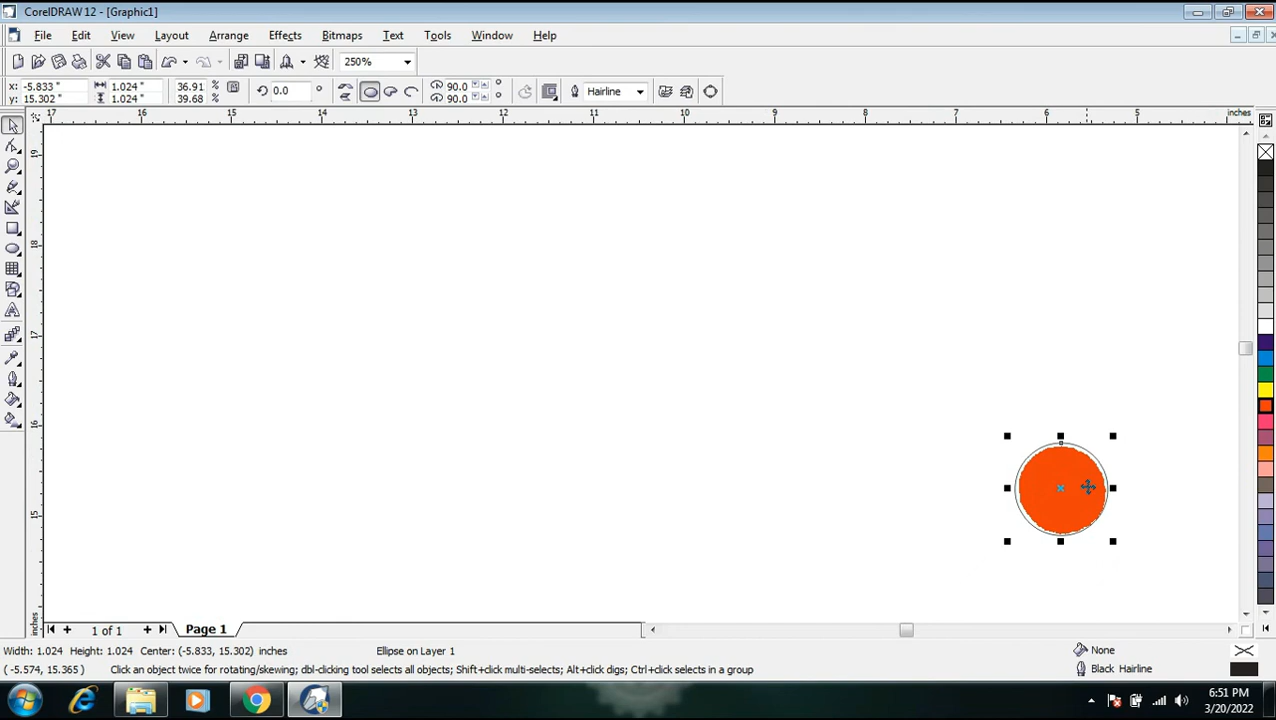 CorelDRAW 12 - [Graphic1]
File Edit View Layout Arrange Effects Bitmaps Text Tools Window Help
250%
x: -5.833 " 1.024 " 36.91 % 0.0 ° 90.0 ° Hairline
y: 15.302 " 1.024 " 39.68 % 90.0 °
17 16 15 14 13 12 11 10 9 8 7 6 5 inches
19
18
17
16
15
inches
1 of 1 Page 1
Width: 1.024 Height: 1.024 Center: (-5.833, 15.302) inches Ellipse on Layer 1 None
( -5.574, 15.365) Click an object twice for rotating/skewing; dbl-clicking tool selects all objects; Shift+click multi-selects; Alt+click digs; Ctrl+click selects in a group Black Hairline
6:51 PM
3/20/2022